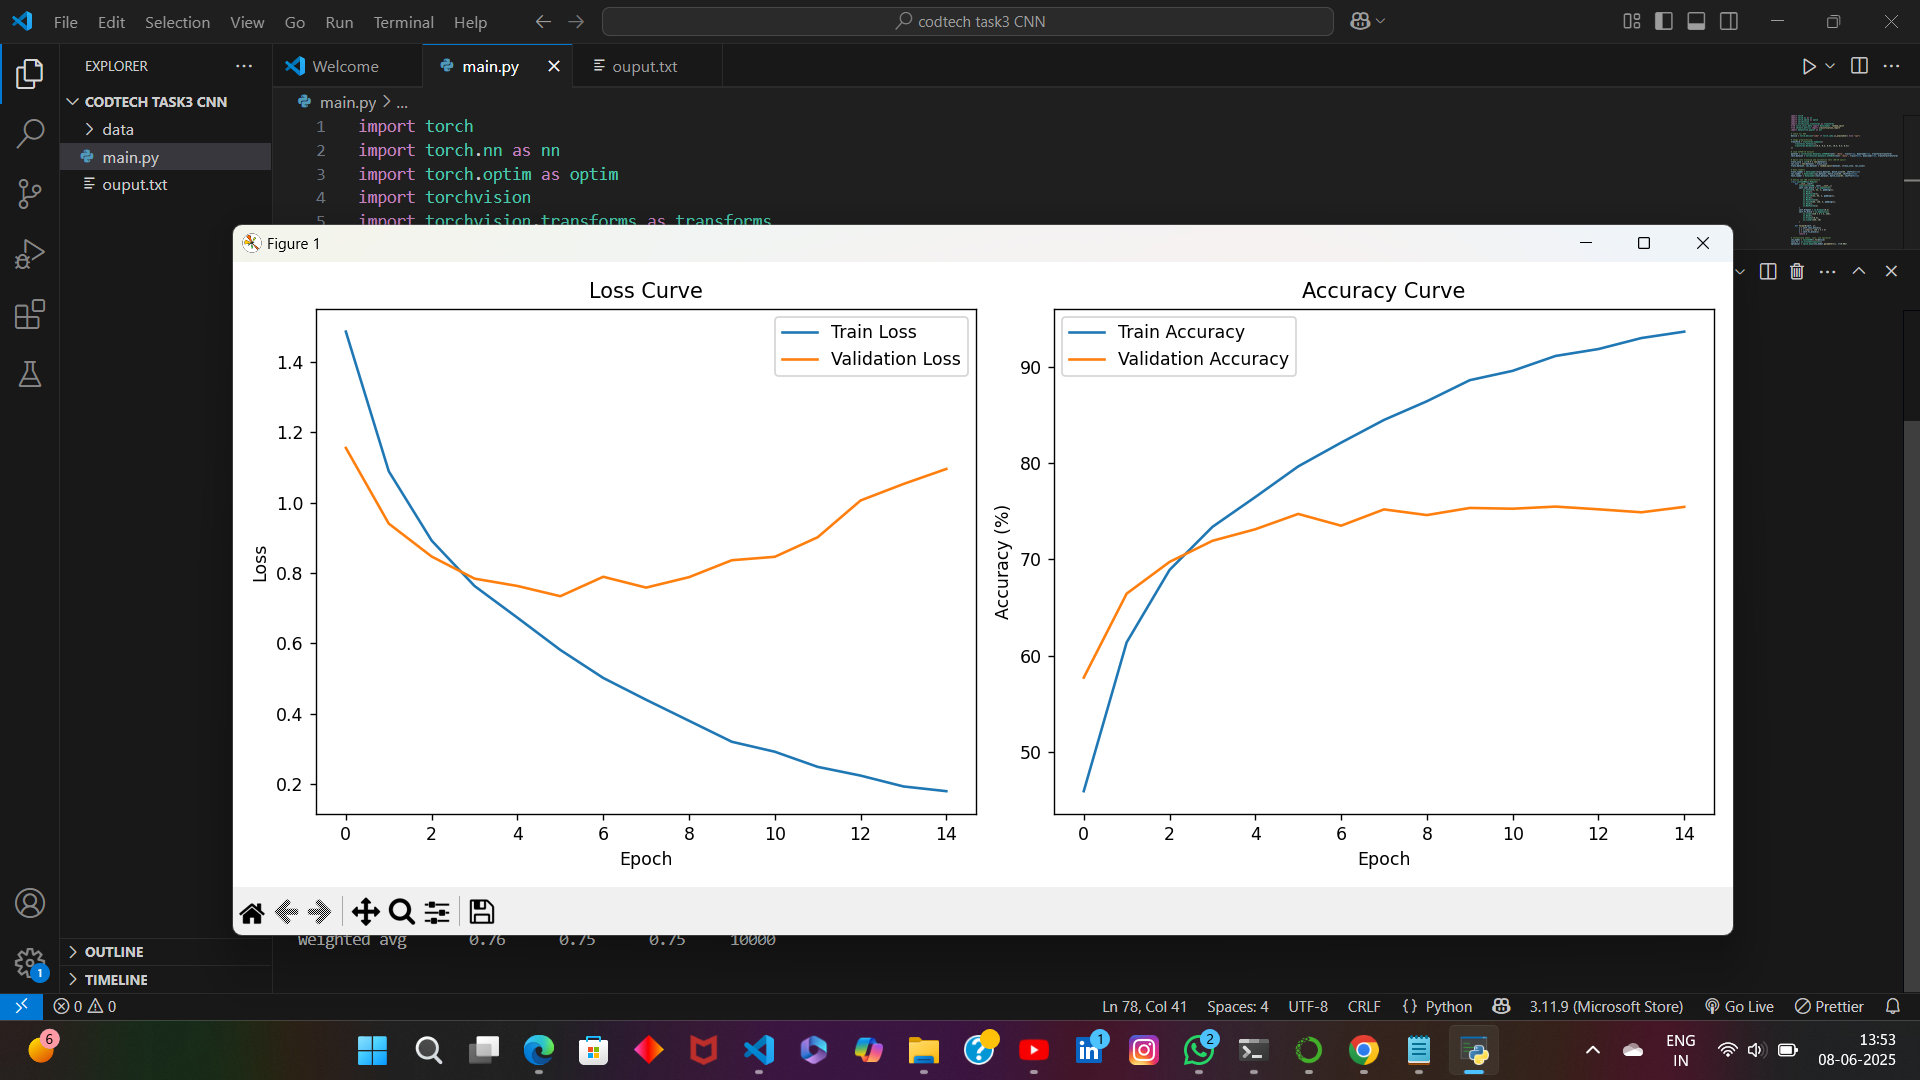 File Edit Selection View Go Run Terminal Help
codtech task3 CNN
EXPLORER
CODTECH TASK3 CNN
data
main.py
ouput.txt
OUTLINE
TIMELINE
Welcome
main.py
ouput.txt
main.py > ...
1 import torch
2 import torch.nn as nn
3 import torch.optim as optim
4 import torchvision
5 import torchvision.transforms as transforms
Figure 1
Loss Curve
Train Loss
Validation Loss
1.4
1.2
1.0
0.8
0.6
0.4
0.2
Loss
0 2 4 6 8 10 12 14
Epoch
Accuracy Curve
Train Accuracy
Validation Accuracy
90
80
70
60
50
Accuracy (%)
0 2 4 6 8 10 12 14
Epoch
weighted avg 0.76 0.75 0.75 10000
1
0 0
Ln 78, Col 41 Spaces: 4 UTF-8 CRLF {} Python 3.11.9 (Microsoft Store) Go Live Prettier
6
1
2
ENG
IN
13:53
08-06-2025